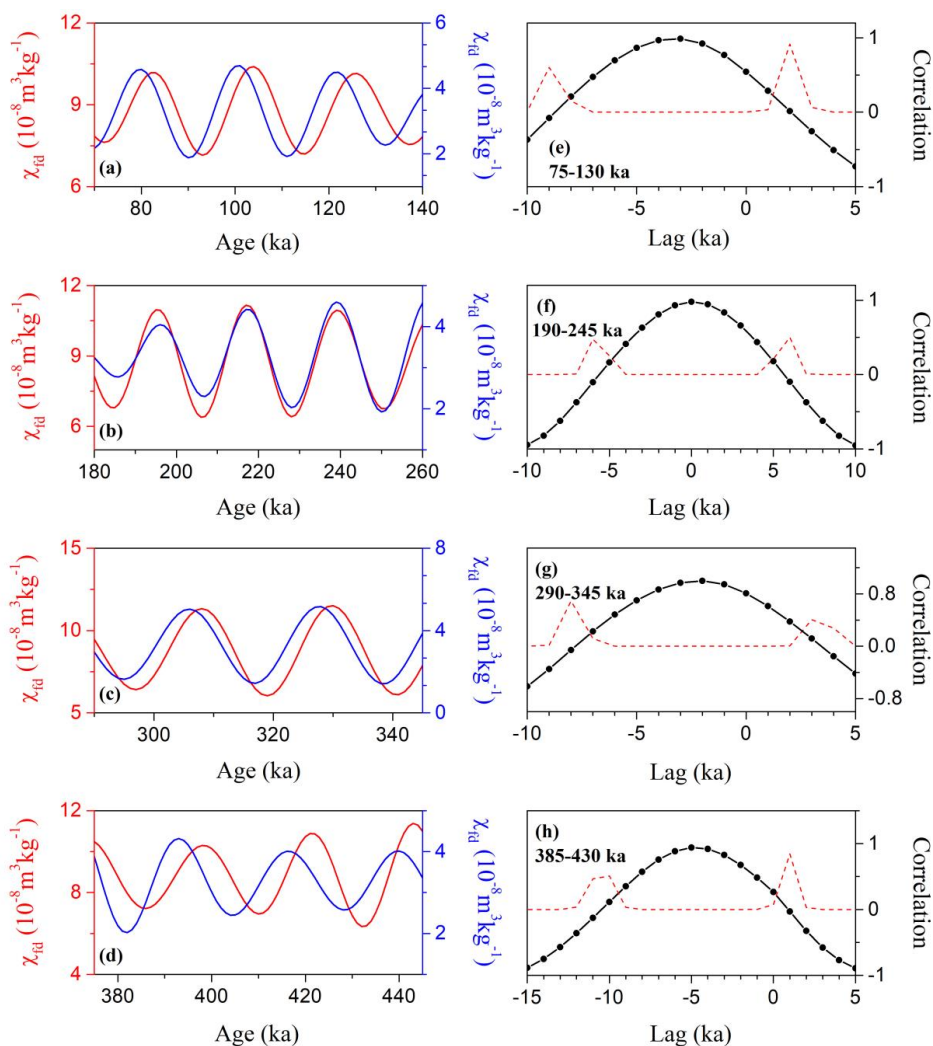 χfd (10⁻⁸ m³kg⁻¹)
12
9
6
80
100
120
140
Age (ka)
6
4
2
χfd (10⁻⁸ m³kg⁻¹)
(a)
(e)
75-130 ka
1
0
-1
Correlation
-10
-5
0
5
Lag (ka)
χfd (10⁻⁸ m³kg⁻¹)
12
9
6
180
200
220
240
260
Age (ka)
4
2
χfd (10⁻⁸ m³kg⁻¹)
(b)
(f)
190-245 ka
1
0
-1
Correlation
-10
-5
0
5
10
Lag (ka)
χfd (10⁻⁸ m³kg⁻¹)
15
10
5
300
320
340
Age (ka)
8
4
0
χfd (10⁻⁸ m³kg⁻¹)
(c)
(g)
290-345 ka
0.8
0.0
-0.8
Correlation
-10
-5
0
5
Lag (ka)
χfd (10⁻⁸ m³kg⁻¹)
12
8
4
380
400
420
440
Age (ka)
4
2
χfd (10⁻⁸ m³kg⁻¹)
(d)
(h)
385-430 ka
1
0
-1
Correlation
-15
-10
-5
0
5
Lag (ka)